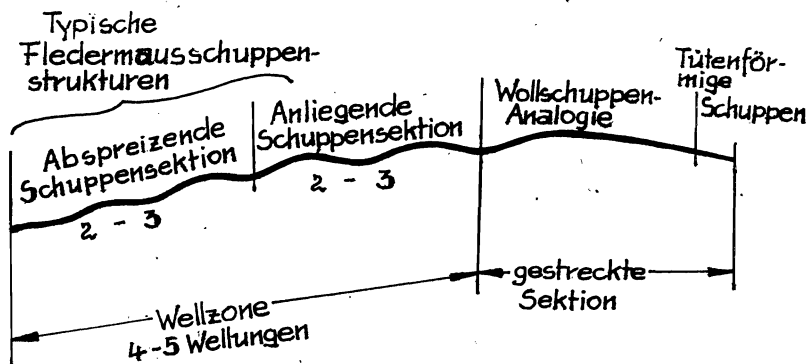 Typische
Fledermausschuppen-
strukturen
Abspreizende
Schuppensektion
2 - 3
Anliegende
Schuppensektion
2 - 3
Wollschuppen-
Analogie
Tütenför-
mige
Schuppen
Wellzone
4-5 Wellungen
gestreckte
Sektion